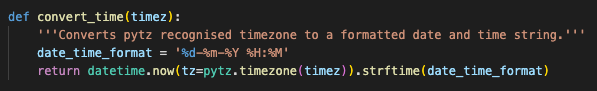 def convert_time(timez):
    '''Converts pytz recognised timezone to a formatted date and time string.'''
    date_time_format = '%d-%m-%Y %H:%M'
    return datetime.now(tz=pytz.timezone(timez)).strftime(date_time_format)